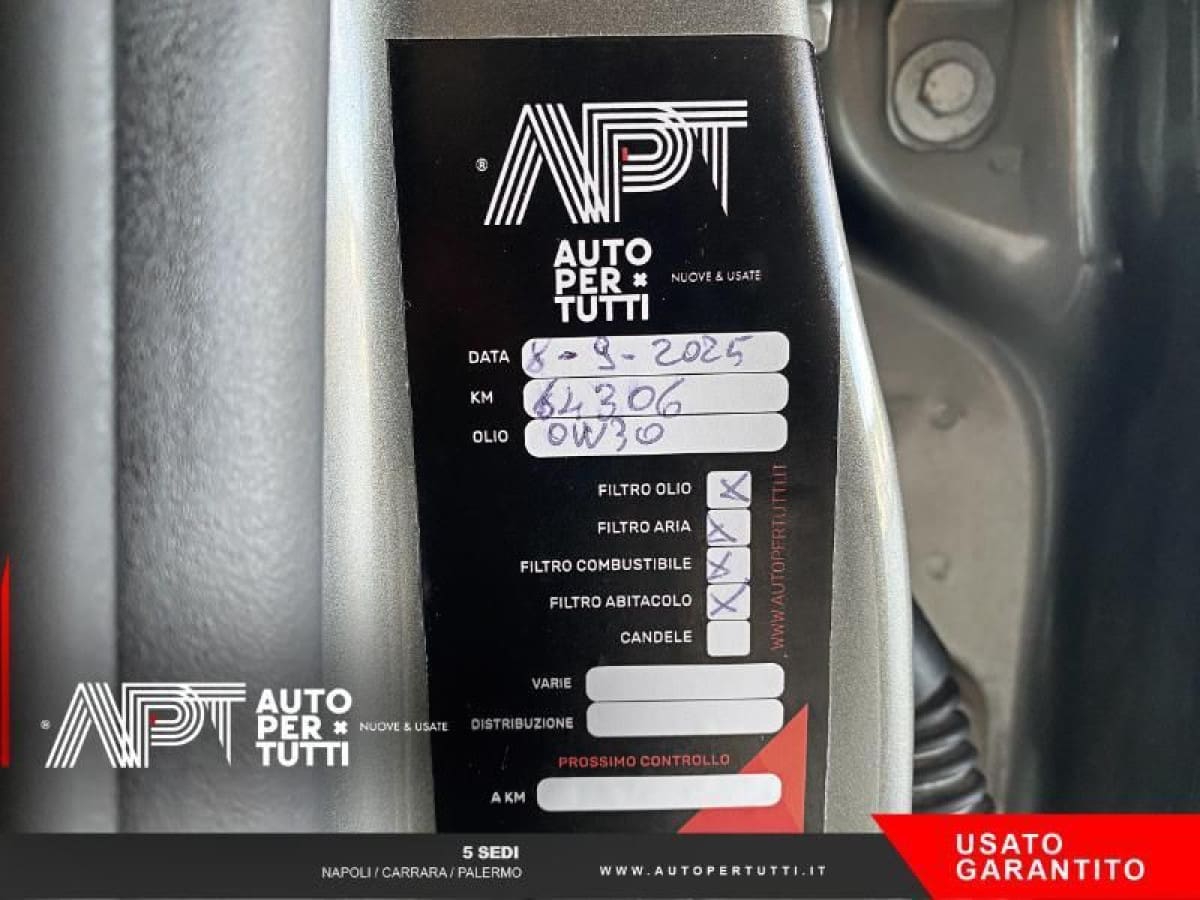 ® APT
AUTO
PER
TUTTI
NUOVE & USATE
DATA 8-9-2025
KM 64306
OLIO 0W30
FILTRO OLIO X
FILTRO ARIA X
FILTRO COMBUSTIBILE X
FILTRO ABITACOLO X
CANDELE
WWW.AUTOPERTUTTI.IT
VARIE
DISTRIBUZIONE
PROSSIMO CONTROLLO
A KM
® APT
AUTO
PER
TUTTI
NUOVE & USATE
5 SEDI
NAPOLI / CARRARA / PALERMO
WWW.AUTOPERTUTTI.IT
USATO
GARANTITO